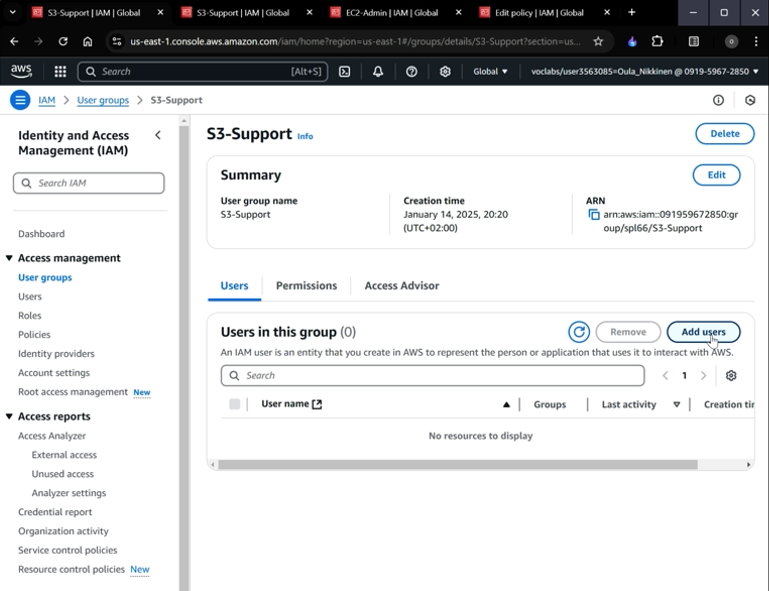 S3-Support | IAM | Global
S3-Support | IAM | Global
EC2-Admin | IAM | Global
Edit policy | IAM | Global
us-east-1.console.aws.amazon.com/iam/home?region=us-east-1#/groups/details/S3-Support?section=us...
aws
Search
[Alt+S]
Global
voclabs/user3563085=Oula_Nikkinen @ 0919-5967-2850
IAM > User groups > S3-Support
Identity and Access
Management (IAM)
Search IAM
Dashboard
Access management
User groups
Users
Roles
Policies
Identity providers
Account settings
Root access management New
Access reports
Access Analyzer
External access
Unused access
Analyzer settings
Credential report
Organization activity
Service control policies
Resource control policies New
S3-Support Info
Delete
Summary
Edit
User group name
S3-Support
Creation time
January 14, 2025, 20:20
(UTC+02:00)
ARN
arn:aws:iam::091959672850:gr
oup/spl66/S3-Support
Users
Permissions
Access Advisor
Users in this group (0)
Remove
Add users
An IAM user is an entity that you create in AWS to represent the person or application that uses it to interact with AWS.
Search
1
User name
Groups
Last activity
Creation tir
No resources to display